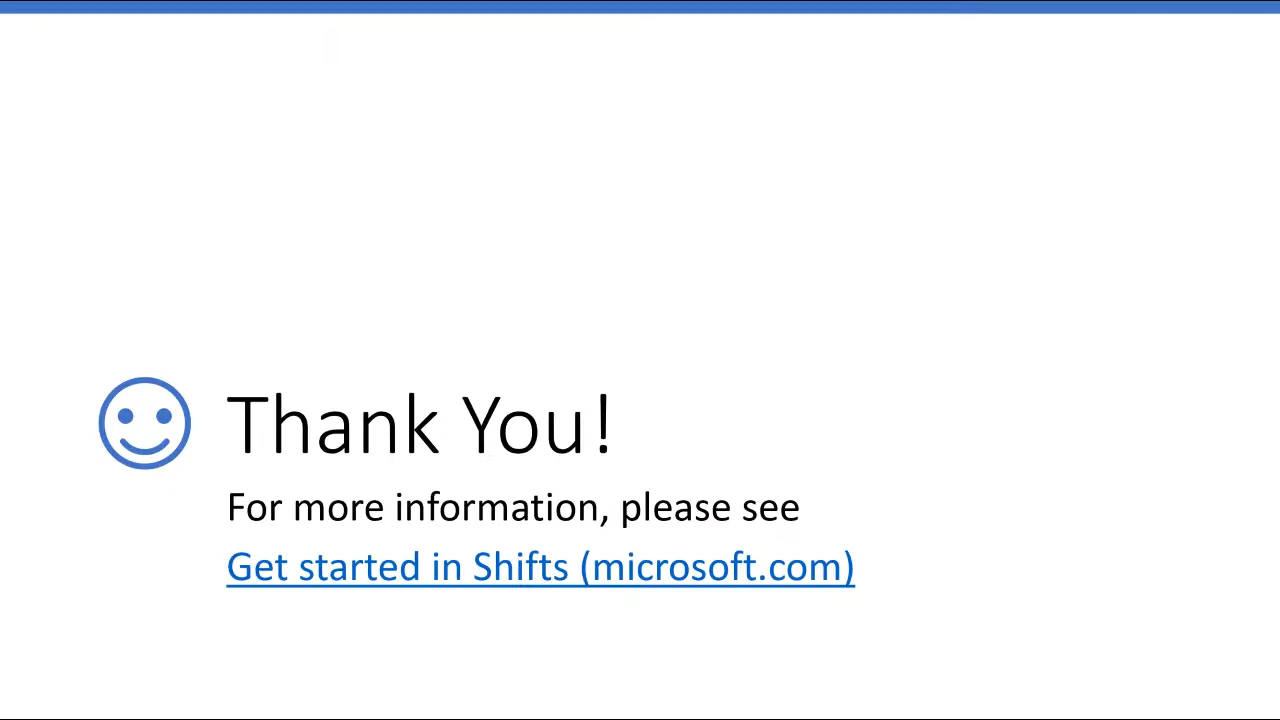 Thank You!
For more information, please see
Get started in Shifts (microsoft.com)